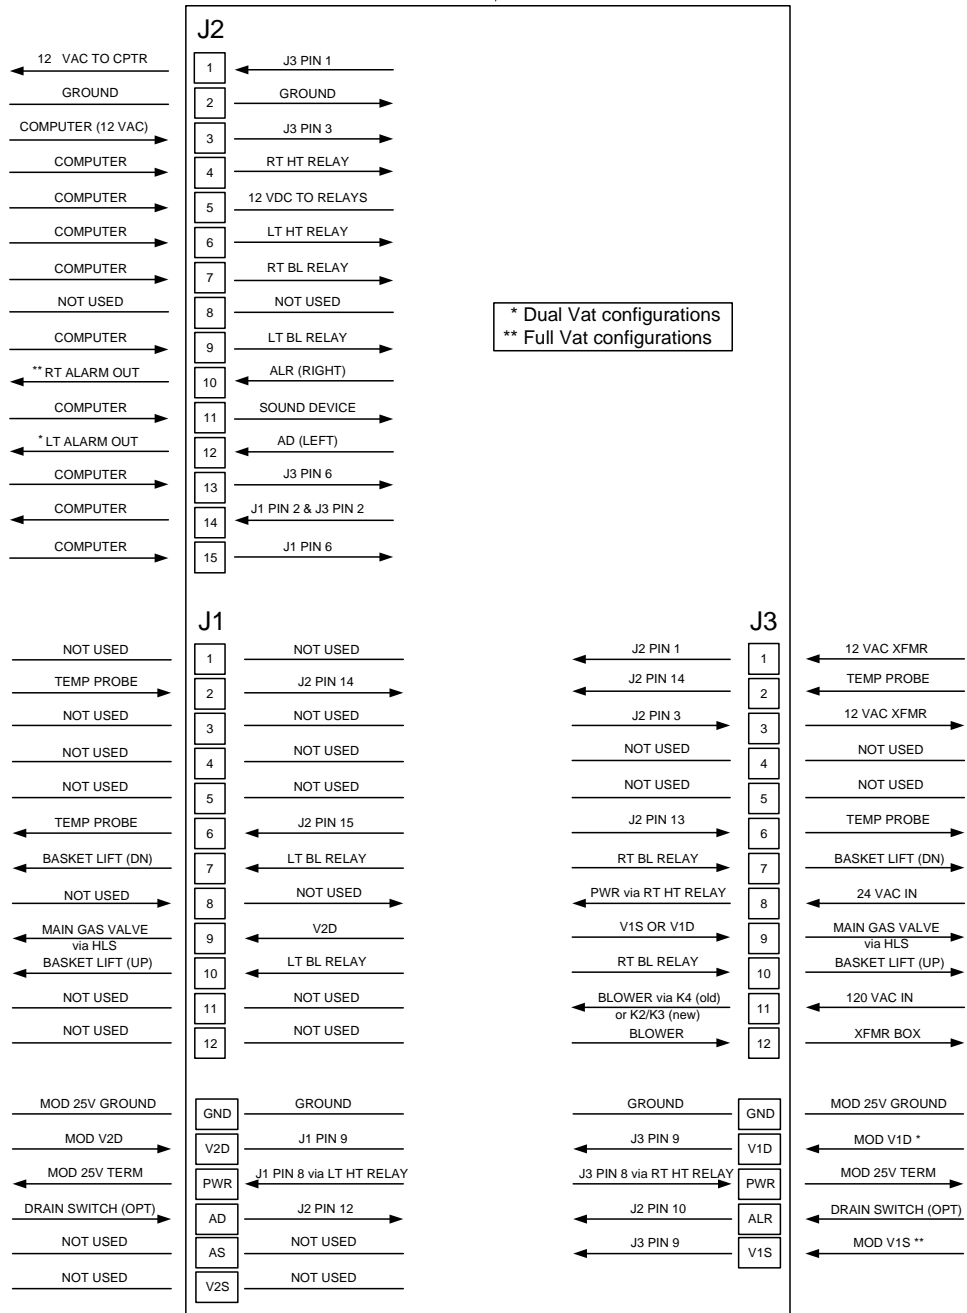 J2
12 VAC TO CPTR 1 J3 PIN 1
GROUND 2 GROUND
COMPUTER (12 VAC) 3 J3 PIN 3
COMPUTER 4 RT HT RELAY
COMPUTER 5 12 VDC TO RELAYS
COMPUTER 6 LT HT RELAY
COMPUTER 7 RT BL RELAY
NOT USED 8 NOT USED
* Dual Vat configurations
** Full Vat configurations
COMPUTER 9 LT BL RELAY
** RT ALARM OUT 10 ALR (RIGHT)
COMPUTER 11 SOUND DEVICE
* LT ALARM OUT 12 AD (LEFT)
COMPUTER 13 J3 PIN 6
COMPUTER 14 J1 PIN 2 & J3 PIN 2
COMPUTER 15 J1 PIN 6
J1
NOT USED 1 NOT USED
TEMP PROBE 2 J2 PIN 14
NOT USED 3 NOT USED
NOT USED 4 NOT USED
NOT USED 5 NOT USED
TEMP PROBE 6 J2 PIN 15
BASKET LIFT (DN) 7 LT BL RELAY
NOT USED 8 NOT USED
MAIN GAS VALVE 9 V2D
via HLS
BASKET LIFT (UP) 10 LT BL RELAY
NOT USED 11 NOT USED
NOT USED 12 NOT USED
J3
J2 PIN 1 1 12 VAC XFMR
J2 PIN 14 2 TEMP PROBE
J2 PIN 3 3 12 VAC XFMR
NOT USED 4 NOT USED
NOT USED 5 NOT USED
J2 PIN 13 6 TEMP PROBE
RT BL RELAY 7 BASKET LIFT (DN)
PWR via RT HT RELAY 8 24 VAC IN
V1S OR V1D 9 MAIN GAS VALVE
via HLS
RT BL RELAY 10 BASKET LIFT (UP)
BLOWER via K4 (old) 11 120 VAC IN
or K2/K3 (new)
BLOWER 12 XFMR BOX
MOD 25V GROUND GND GROUND
MOD V2D V2D J1 PIN 9
MOD 25V TERM PWR J1 PIN 8 via LT HT RELAY
DRAIN SWITCH (OPT) AD J2 PIN 12
NOT USED AS NOT USED
NOT USED V2S NOT USED
GROUND GND MOD 25V GROUND
J3 PIN 9 V1D MOD V1D *
J3 PIN 8 via RT HT RELAY PWR MOD 25V TERM
J2 PIN 10 ALR DRAIN SWITCH (OPT)
J3 PIN 9 V1S MOD V1S **